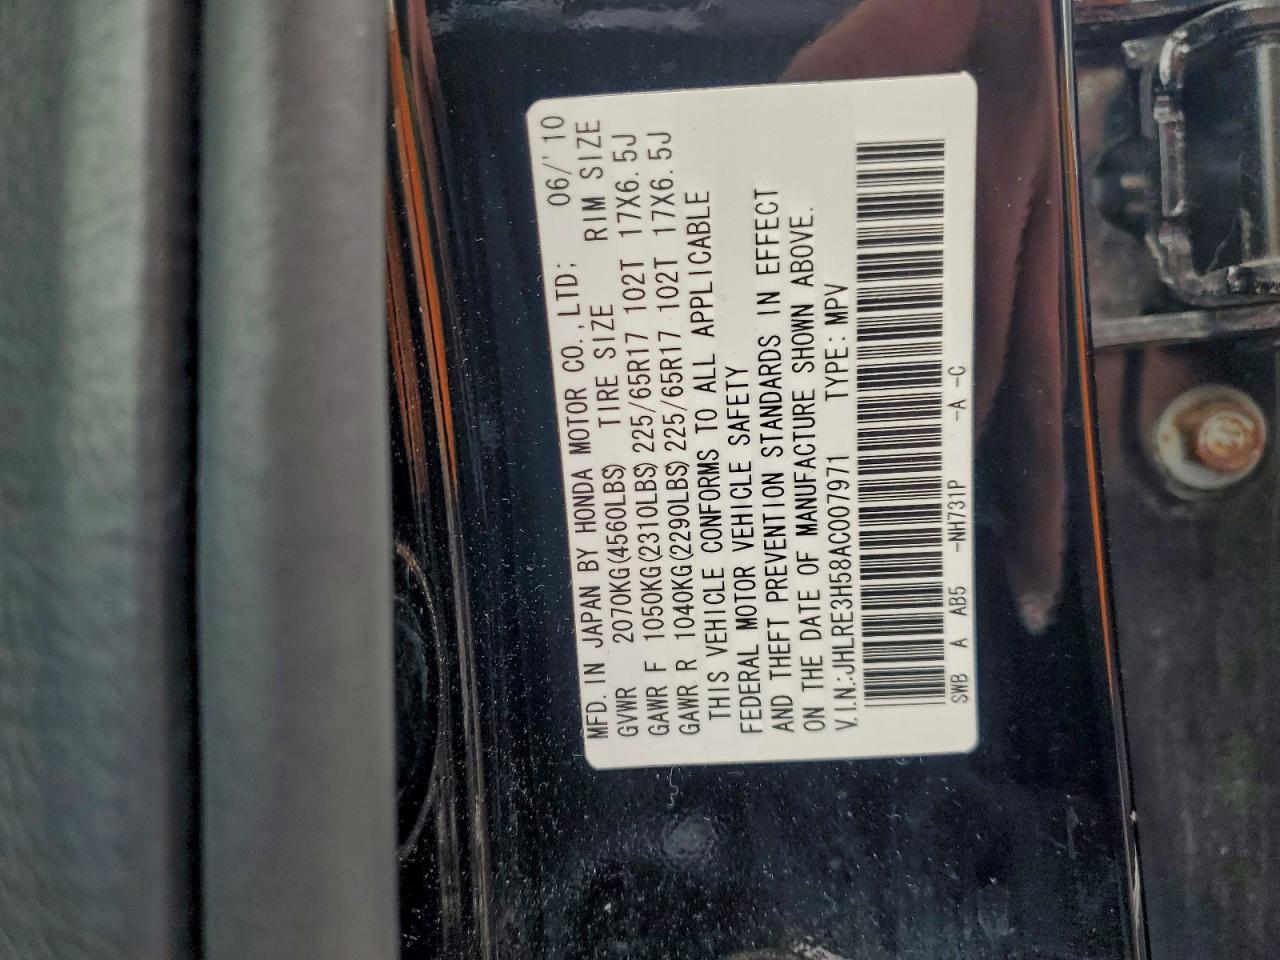 MFD. IN JAPAN BY HONDA MOTOR CO.,LTD; 06/'10
GVWR 2070KG(4560LBS) TIRE SIZE RIM SIZE
GAWR F 1050KG(2310LBS) 225/65R17 102T 17X6.5J
GAWR R 1040KG(2290LBS) 225/65R17 102T 17X6.5J
THIS VEHICLE CONFORMS TO ALL APPLICABLE
FEDERAL MOTOR VEHICLE SAFETY
AND THEFT PREVENTION STANDARDS IN EFFECT
ON THE DATE OF MANUFACTURE SHOWN ABOVE.
V.I.N.:JHLRE3H58AC007971 TYPE:MPV
SWB A AB5 -NH731P -A -C